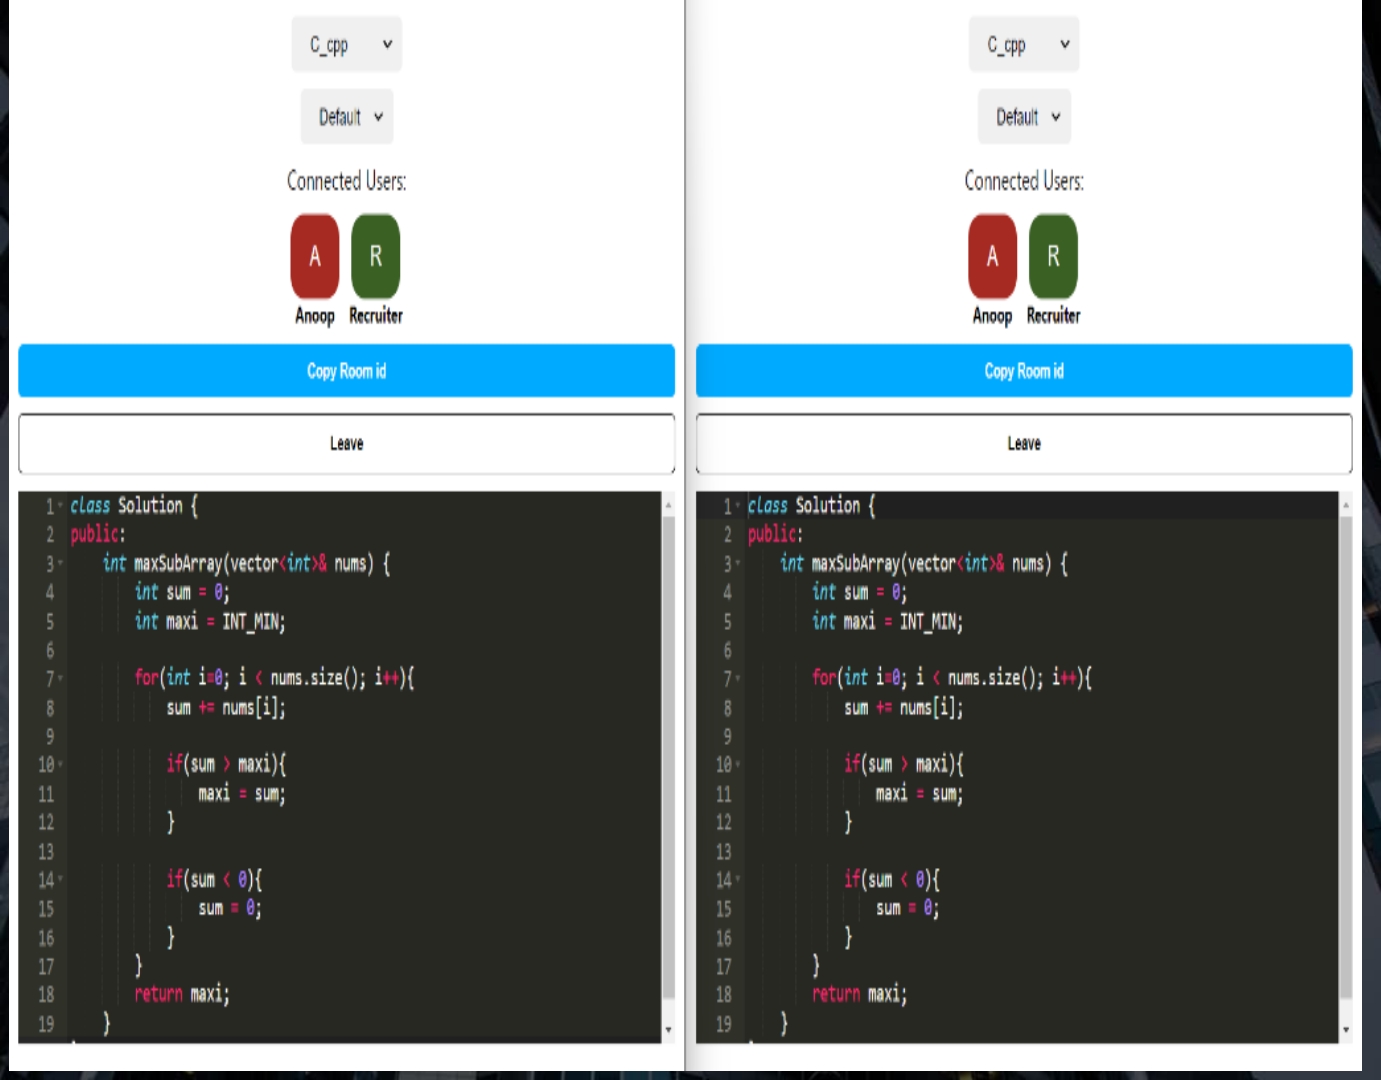 C_cpp
Default
Connected Users:
A R
Anoop Recruiter
Copy Room id
Leave
1 class Solution {
2 public:
3     int maxSubArray(vector<int>& nums) {
4         int sum = 0;
5         int maxi = INT_MIN;
6
7         for(int i=0; i < nums.size(); i++){
8             sum += nums[i];
9
10             if(sum > maxi){
11                 maxi = sum;
12             }
13
14             if(sum < 0){
15                 sum = 0;
16             }
17         }
18         return maxi;
19     }
C_cpp
Default
Connected Users:
A R
Anoop Recruiter
Copy Room id
Leave
1 class Solution {
2 public:
3     int maxSubArray(vector<int>& nums) {
4         int sum = 0;
5         int maxi = INT_MIN;
6
7         for(int i=0; i < nums.size(); i++){
8             sum += nums[i];
9
10             if(sum > maxi){
11                 maxi = sum;
12             }
13
14             if(sum < 0){
15                 sum = 0;
16             }
17         }
18         return maxi;
19     }